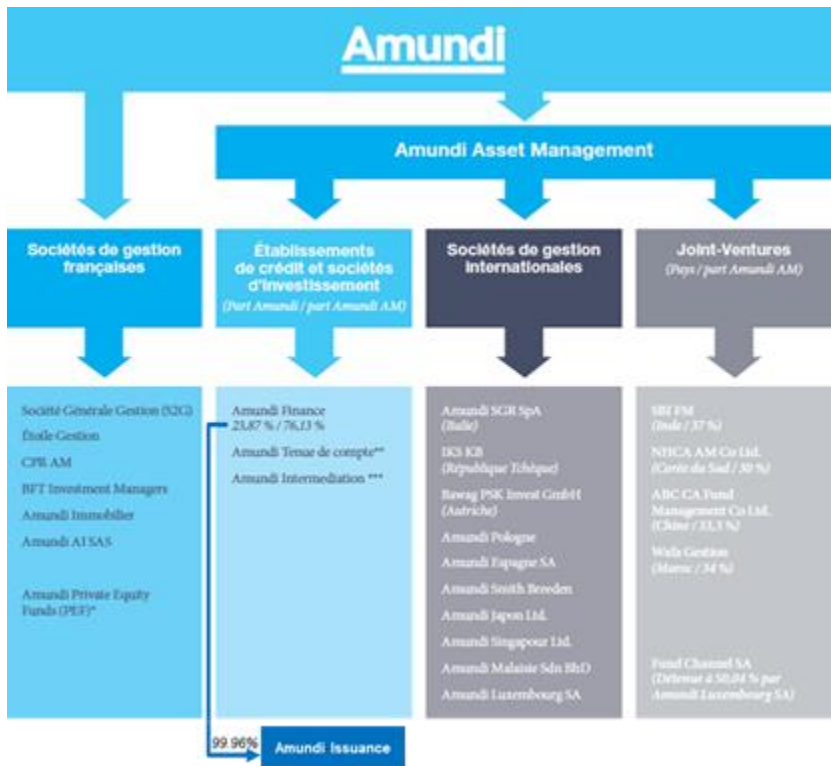 Amundi
Amundi Asset Management
Sociétés de gestion
françaises
Établissements
de crédit et sociétés
d'investissement
(Part Amundi / part Amundi AM)
Sociétés de gestion
internationales
Joint-Ventures
(Pays / part Amundi AM)
Société Générale Gestion (S2G)
Étoile Gestion
CPR AM
BFT Investment Managers
Amundi Immobilier
Amundi AI SAS
Amundi Private Equity
Funds (PEF)*
Amundi Finance
23,87 % / 76,13 %
Amundi Tenue de compte**
Amundi Intermediation ***
Amundi SGR SpA
(Italie)
IKS KB
(République Tchèque)
Bawag PSK Invest GmbH
(Autriche)
Amundi Pologne
Amundi Espagne SA
Amundi Smith Breeden
Amundi Japon Ltd.
Amundi Singapour Ltd.
Amundi Malaisie Sdn BhD
Amundi Luxembourg SA
SBI FM
(Inde / 37 %)
NHCA AM Co Ltd.
(Corée du Sud / 30 %)
ABC CA Fund
Management Co Ltd.
(Chine / 33,3 %)
Wafa Gestion
(Maroc / 34 %)
Fund Channel SA
(Détenue à 50,04 % par
Amundi Luxembourg SA)
99.96%
Amundi Issuance